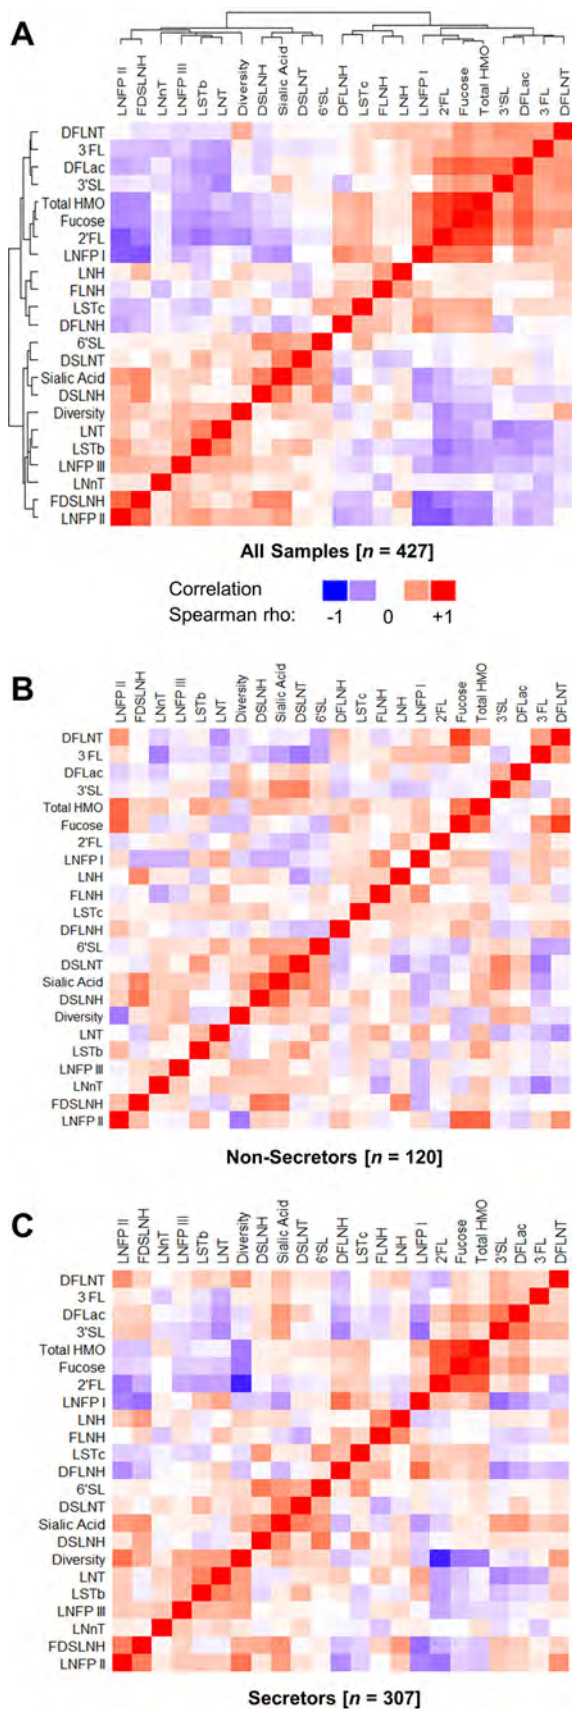 A
LNFP II
FDSLNH
LNnT
LNFP III
LSTb
LNT
Diversity
DSLNH
Sialic Acid
DSLNT
6'SL
DFLNH
LSTc
FLNH
LNH
LNFP I
2'FL
Fucose
Total HMO
3'SL
DFLac
3 FL
DFLNT
DFLNT
3 FL
DFLac
3'SL
Total HMO
Fucose
2'FL
LNFP I
LNH
FLNH
LSTc
DFLNH
6'SL
DSLNT
Sialic Acid
DSLNH
Diversity
LNT
LSTb
LNFP III
LNnT
FDSLNH
LNFP II
All Samples [n = 427]
Correlation
Spearman rho: -1 0 +1
B
LNFP II
FDSLNH
LNnT
LNFP III
LSTb
LNT
Diversity
DSLNH
Sialic Acid
DSLNT
6'SL
DFLNH
LSTc
FLNH
LNH
LNFP I
2'FL
Fucose
Total HMO
3'SL
DFLac
3 FL
DFLNT
DFLNT
3 FL
DFLac
3'SL
Total HMO
Fucose
2'FL
LNFP I
LNH
FLNH
LSTc
DFLNH
6'SL
DSLNT
Sialic Acid
DSLNH
Diversity
LNT
LSTb
LNFP III
LNnT
FDSLNH
LNFP II
Non-Secretors [n = 120]
C
LNFP II
FDSLNH
LNnT
LNFP III
LSTb
LNT
Diversity
DSLNH
Sialic Acid
DSLNT
6'SL
DFLNH
LSTc
FLNH
LNH
LNFP I
2'FL
Fucose
Total HMO
3'SL
DFLac
3 FL
DFLNT
DFLNT
3 FL
DFLac
3'SL
Total HMO
Fucose
2'FL
LNFP I
LNH
FLNH
LSTc
DFLNH
6'SL
DSLNT
Sialic Acid
DSLNH
Diversity
LNT
LSTb
LNFP III
LNnT
FDSLNH
LNFP II
Secretors [n = 307]